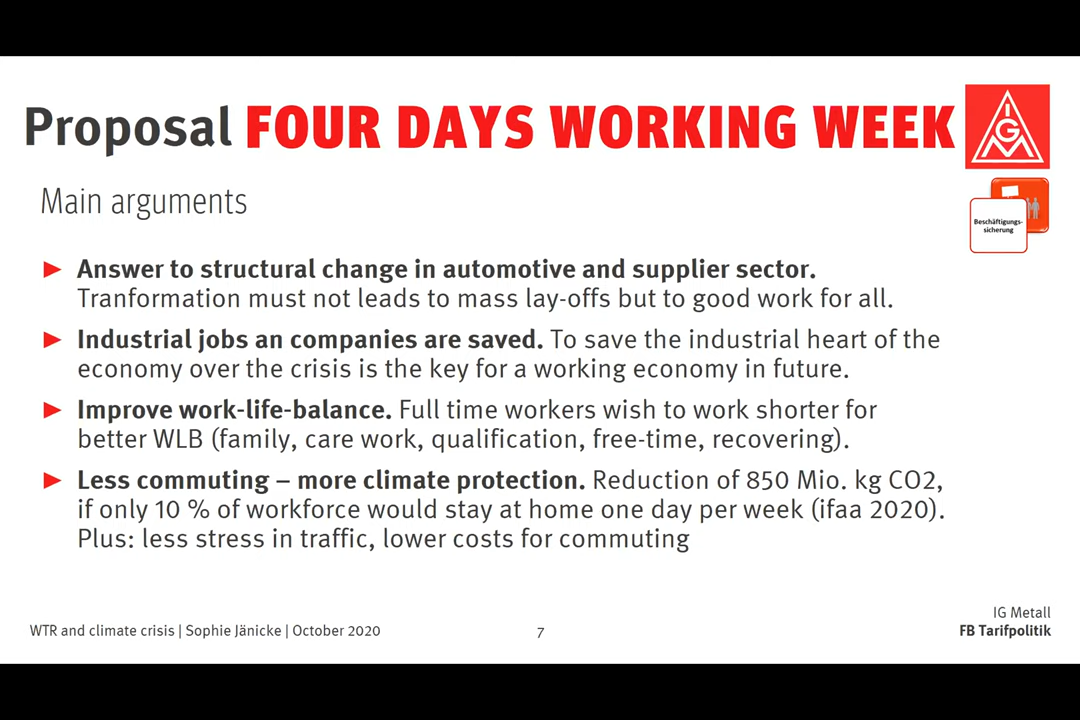 Proposal FOUR DAYS WORKING WEEK
IGM
Main arguments
Beschäftigungs-
sicherung
Answer to structural change in automotive and supplier sector.
Tranformation must not leads to mass lay-offs but to good work for all.
Industrial jobs an companies are saved. To save the industrial heart of the
economy over the crisis is the key for a working economy in future.
Improve work-life-balance. Full time workers wish to work shorter for
better WLB (family, care work, qualification, free-time, recovering).
Less commuting – more climate protection. Reduction of 850 Mio. kg CO2,
if only 10 % of workforce would stay at home one day per week (ifaa 2020).
Plus: less stress in traffic, lower costs for commuting
WTR and climate crisis | Sophie Jänicke | October 2020
7
IG Metall
FB Tarifpolitik